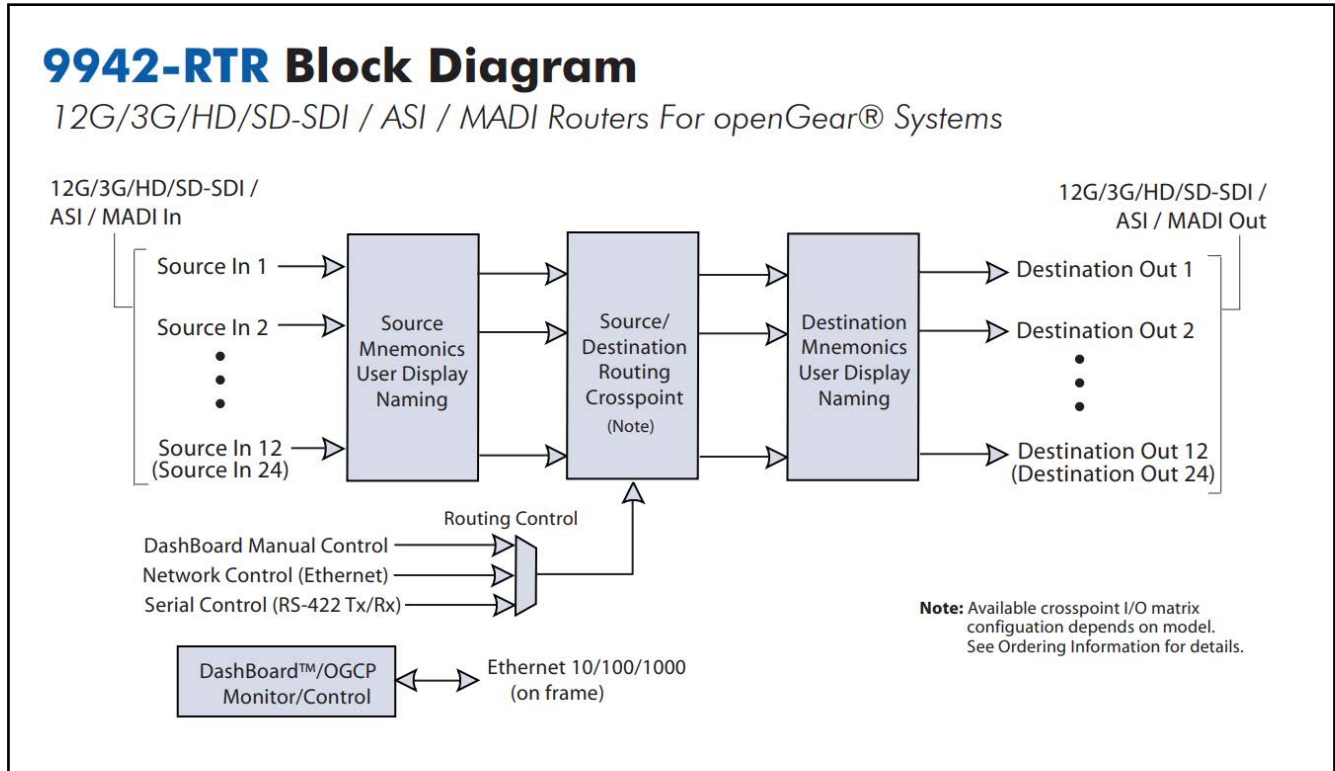 9942-RTR Block Diagram
12G/3G/HD/SD-SDI / ASI / MADI Routers For openGear® Systems
12G/3G/HD/SD-SDI /
ASI / MADI In
12G/3G/HD/SD-SDI /
ASI / MADI Out
Source In 1
Source In 2
Source In 12
(Source In 24)
Source
Mnemonics
User Display
Naming
Source/
Destination
Routing
Crosspoint
(Note)
Destination
Mnemonics
User Display
Naming
Destination Out 1
Destination Out 2
Destination Out 12
(Destination Out 24)
Routing Control
DashBoard Manual Control
Network Control (Ethernet)
Serial Control (RS-422 Tx/Rx)
DashBoard™/OGCP
Monitor/Control
Ethernet 10/100/1000
(on frame)
Note: Available crosspoint I/O matrix
configuation depends on model.
See Ordering Information for details.